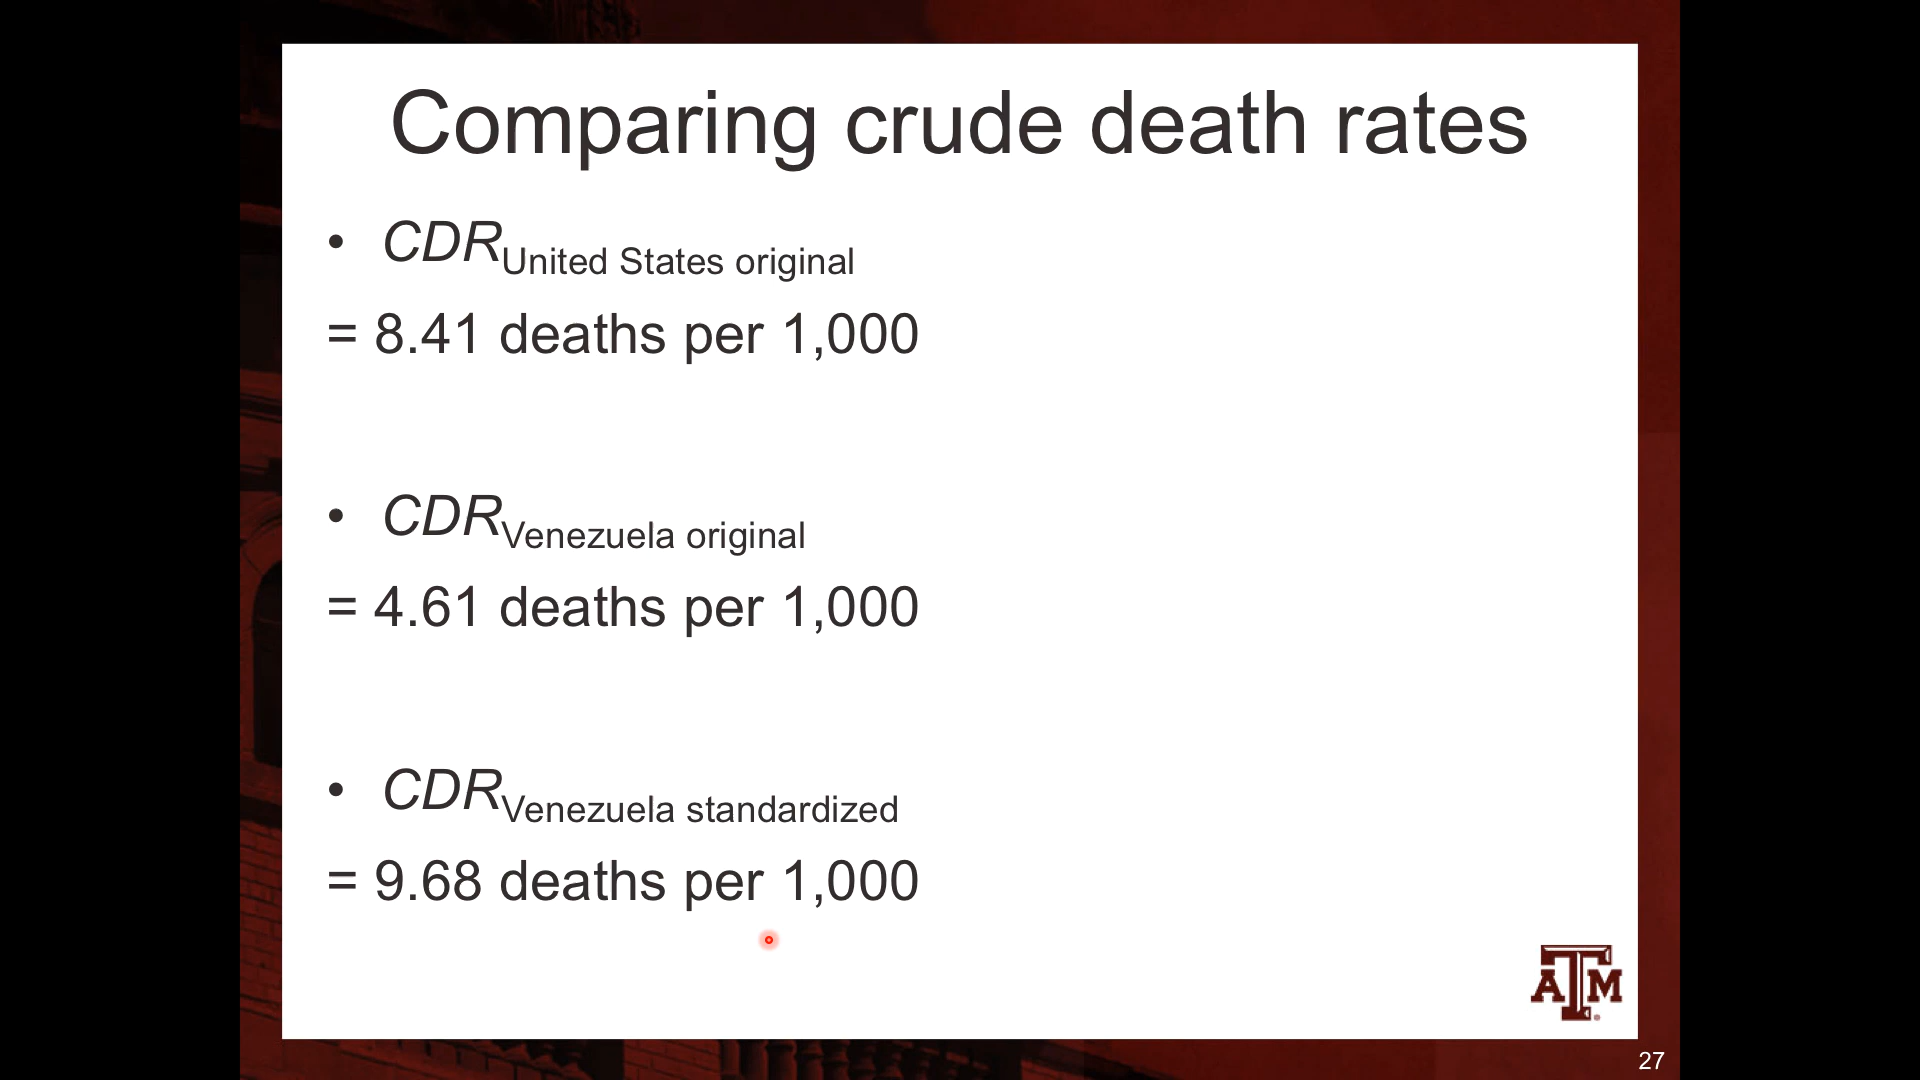 Comparing crude death rates
• CDR United States original
= 8.41 deaths per 1,000
• CDR Venezuela original
= 4.61 deaths per 1,000
• CDR Venezuela standardized
= 9.68 deaths per 1,000
ATM
27